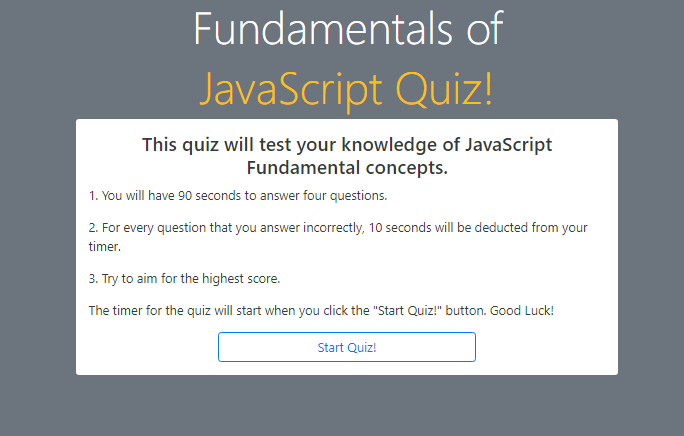 Fundamentals of
JavaScript Quiz!
This quiz will test your knowledge of JavaScript
Fundamental concepts.
1. You will have 90 seconds to answer four questions.
2. For every question that you answer incorrectly, 10 seconds will be deducted from your
timer.
3. Try to aim for the highest score.
The timer for the quiz will start when you click the "Start Quiz!" button. Good Luck!
Start Quiz!